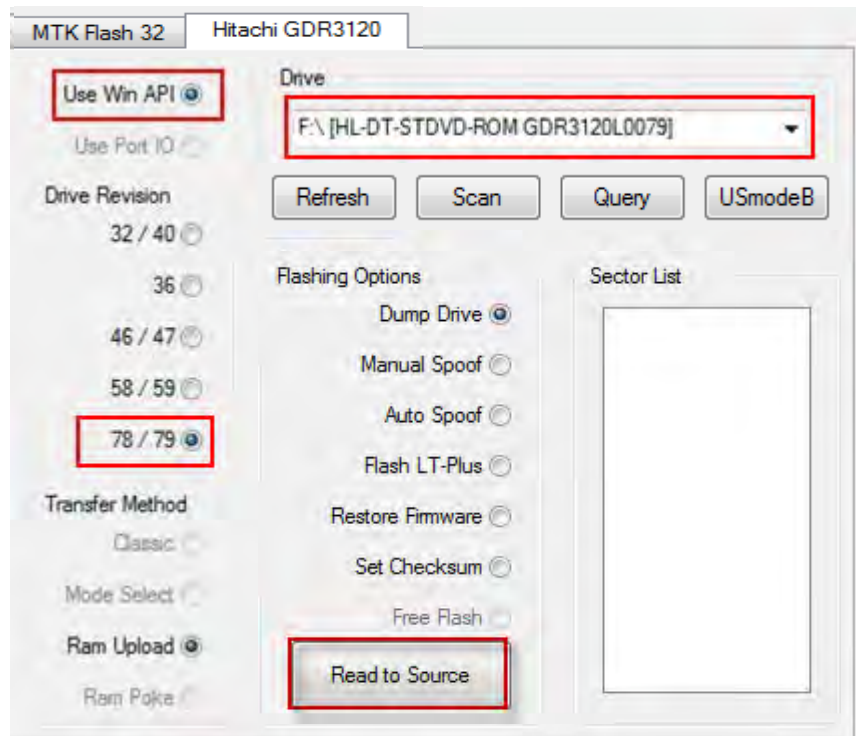 MTK Flash 32
Hitachi GDR3120
Use Win API
Use Port IO
Drive Revision
32 / 40
36
46 / 47
58 / 59
78 / 79
Transfer Method
Classic
Mode Select
Ram Upload
Ram Poke
Drive
F:\ [HL-DT-STDVD-ROM GDR3120L0079]
Refresh
Scan
Query
USmodeB
Flashing Options
Dump Drive
Manual Spoof
Auto Spoof
Flash LT-Plus
Restore Firmware
Set Checksum
Free Flash
Read to Source
Sector List